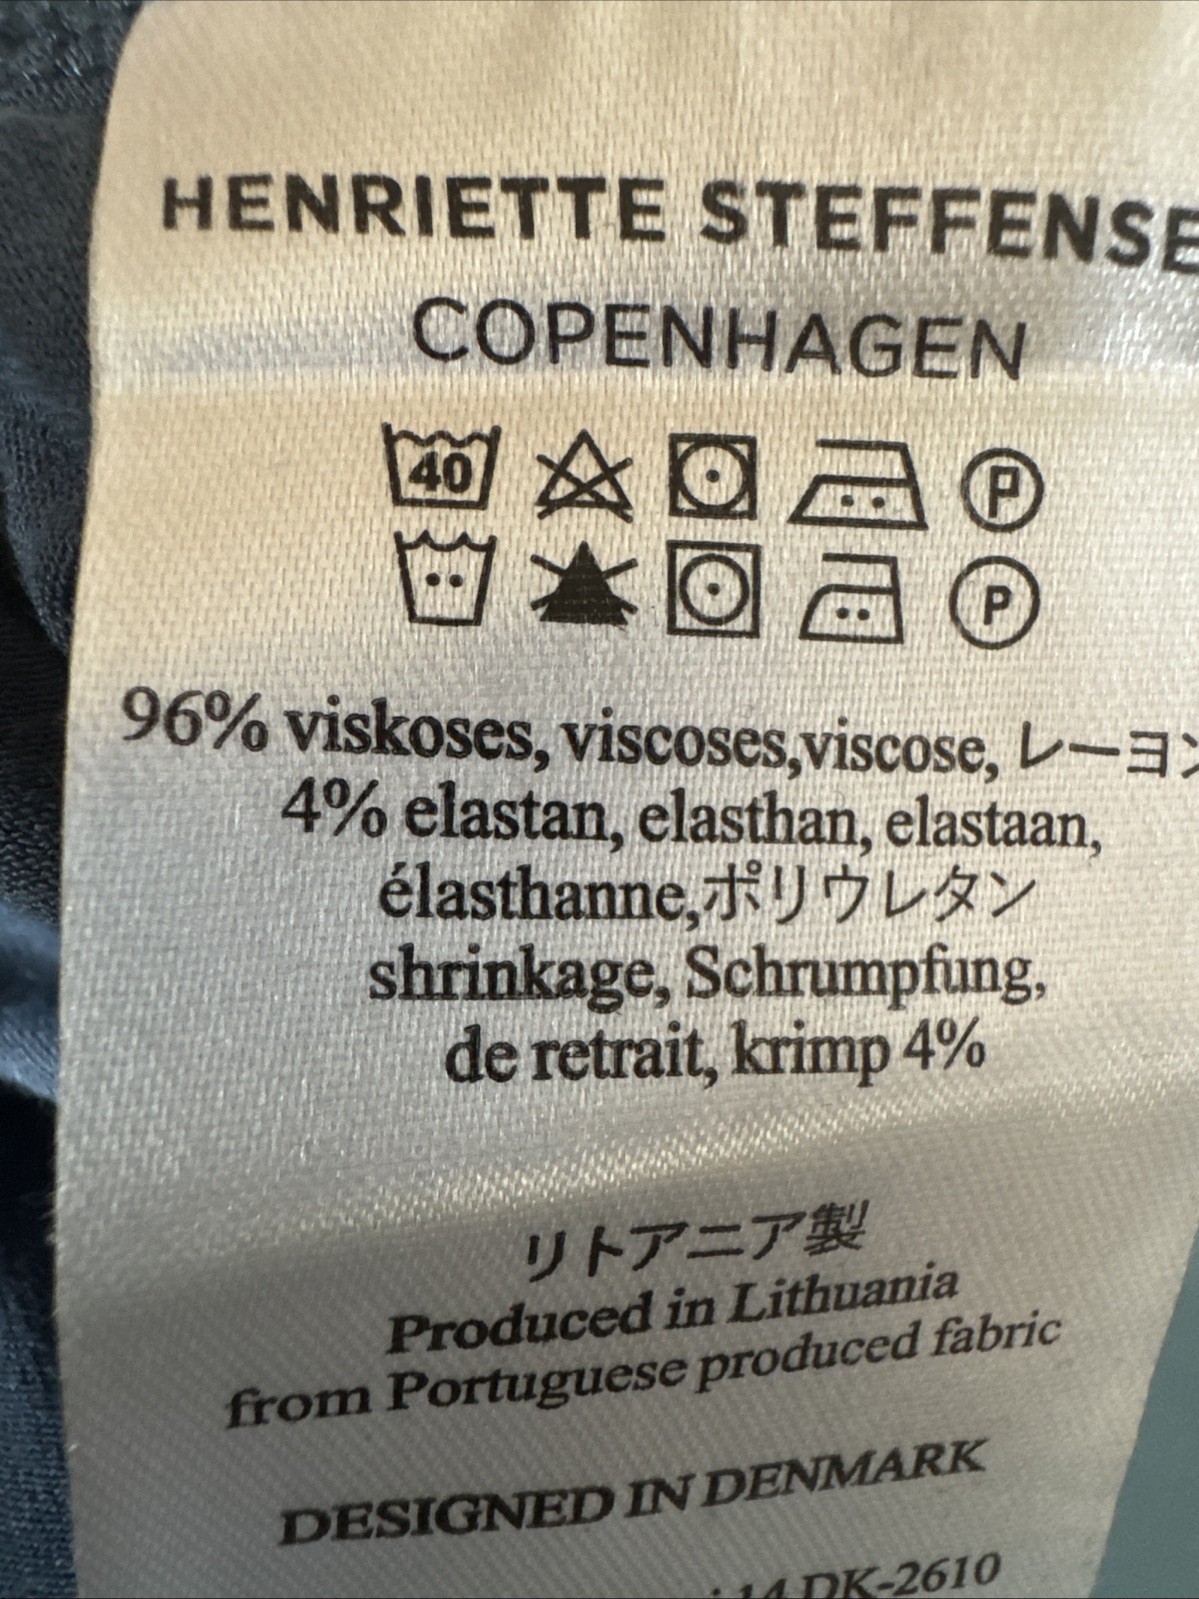 HENRIETTE STEFFENSE
COPENHAGEN
40 P
P
96% viskoses, viscoses,viscose, レーヨン
4% elastan, elasthan, elastaan,
élasthanne,ポリウレタン
shrinkage, Schrumpfung,
de retrait, krimp 4%
リトアニア製
Produced in Lithuania
from Portuguese produced fabric
DESIGNED IN DENMARK
14 DK-2610